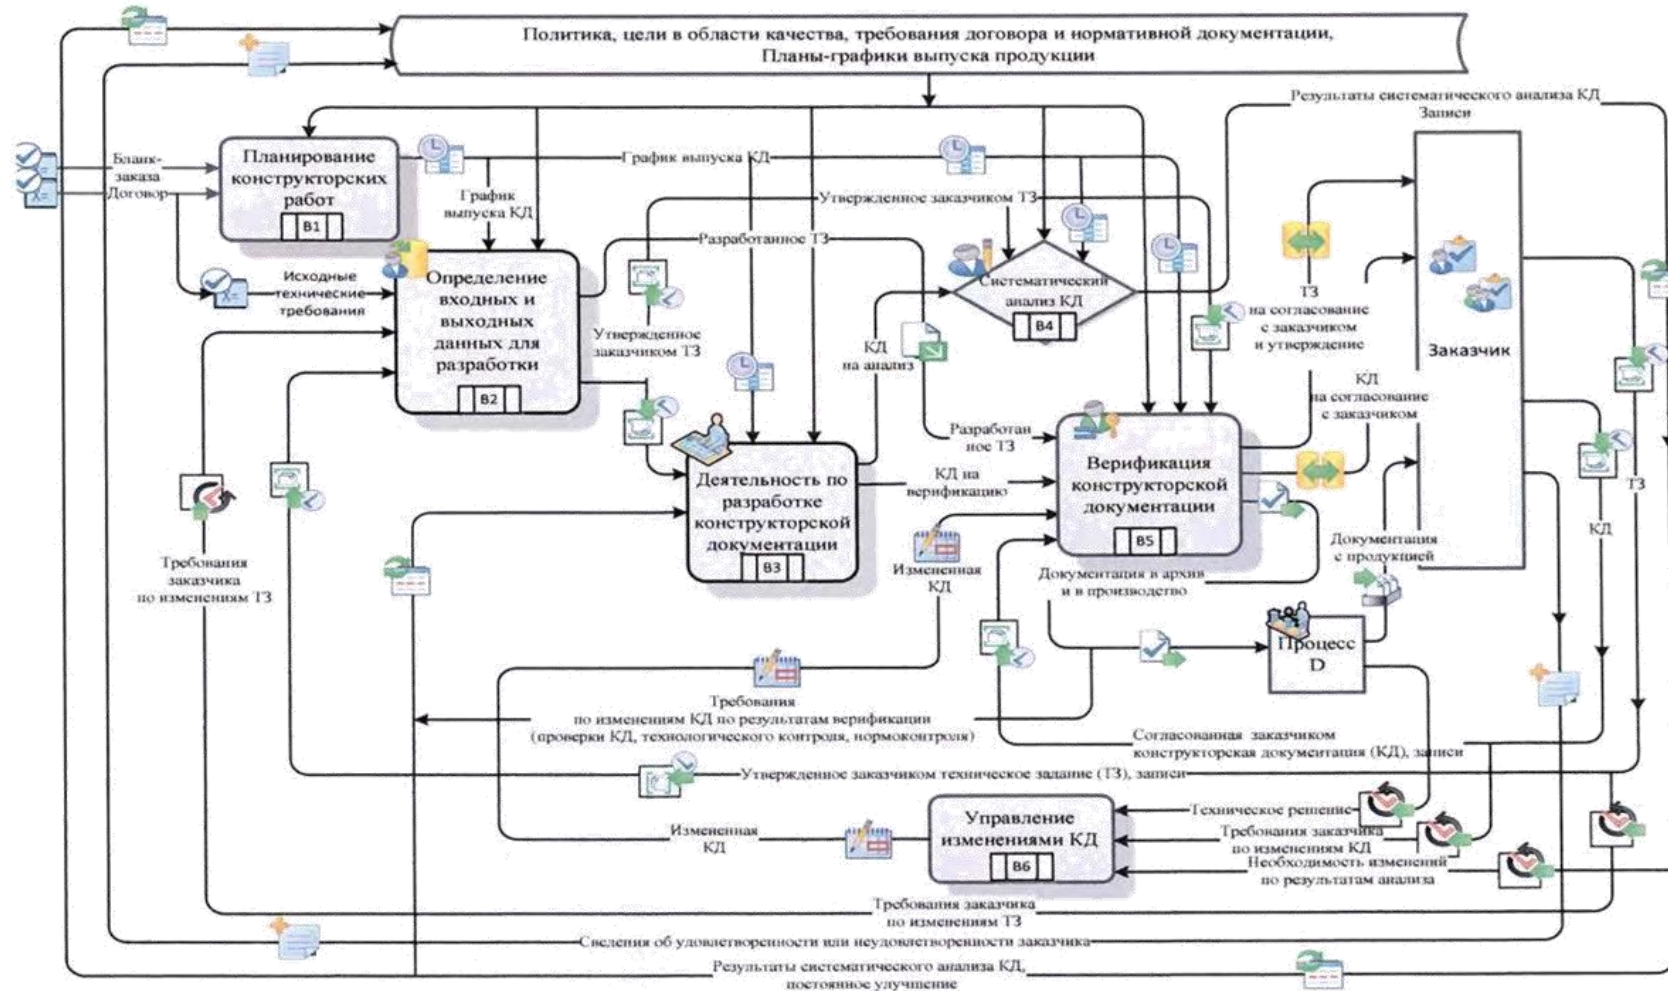 Политика, цели в области качества, требования договора и нормативной документации,
Планы-графики выпуска продукции
Результаты систематического анализа КД
Записи
Бланк-
заказа
Договор
Планирование
конструкторских
работ
B1
График выпуска КД
График
выпуска КД
Утвержденное заказчиком ТЗ
Разработанное ТЗ
Исходные
технические
требования
Определение
входных и
выходных
данных для
разработки
B2
Утвержденное
заказчиком ТЗ
Систематический
анализ КД
B4
КД
на анализ
ТЗ
на согласование
с заказчиком
и утверждение
Заказчик
КД
на согласование
с заказчиком
Разработан
ное ТЗ
КД на
верификацию
Верификация
конструкторской
документации
B5
ТЗ
КД
Деятельность по
разработке
конструкторской
документации
B3
Требования
заказчика
по изменениям ТЗ
Измененная
КД
Документация в архив
и в производство
Документация
с продукцией
Процесс
D
Требования
по изменениям КД по результатам верификации
(проверки КД, технологического контроля, нормоконтроля)
Согласованная заказчиком
конструкторская документация (КД), записи
Утвержденное заказчиком техническое задание (ТЗ), записи
Техническое решение
Управление
изменениями КД
B6
Измененная
КД
Требования заказчика
по изменениям КД
Необходимость изменений
по результатам анализа
Требования заказчика
по изменениям ТЗ
Сведения об удовлетворенности или неудовлетворенности заказчика
Результаты систематического анализа КД,
постоянное улучшение